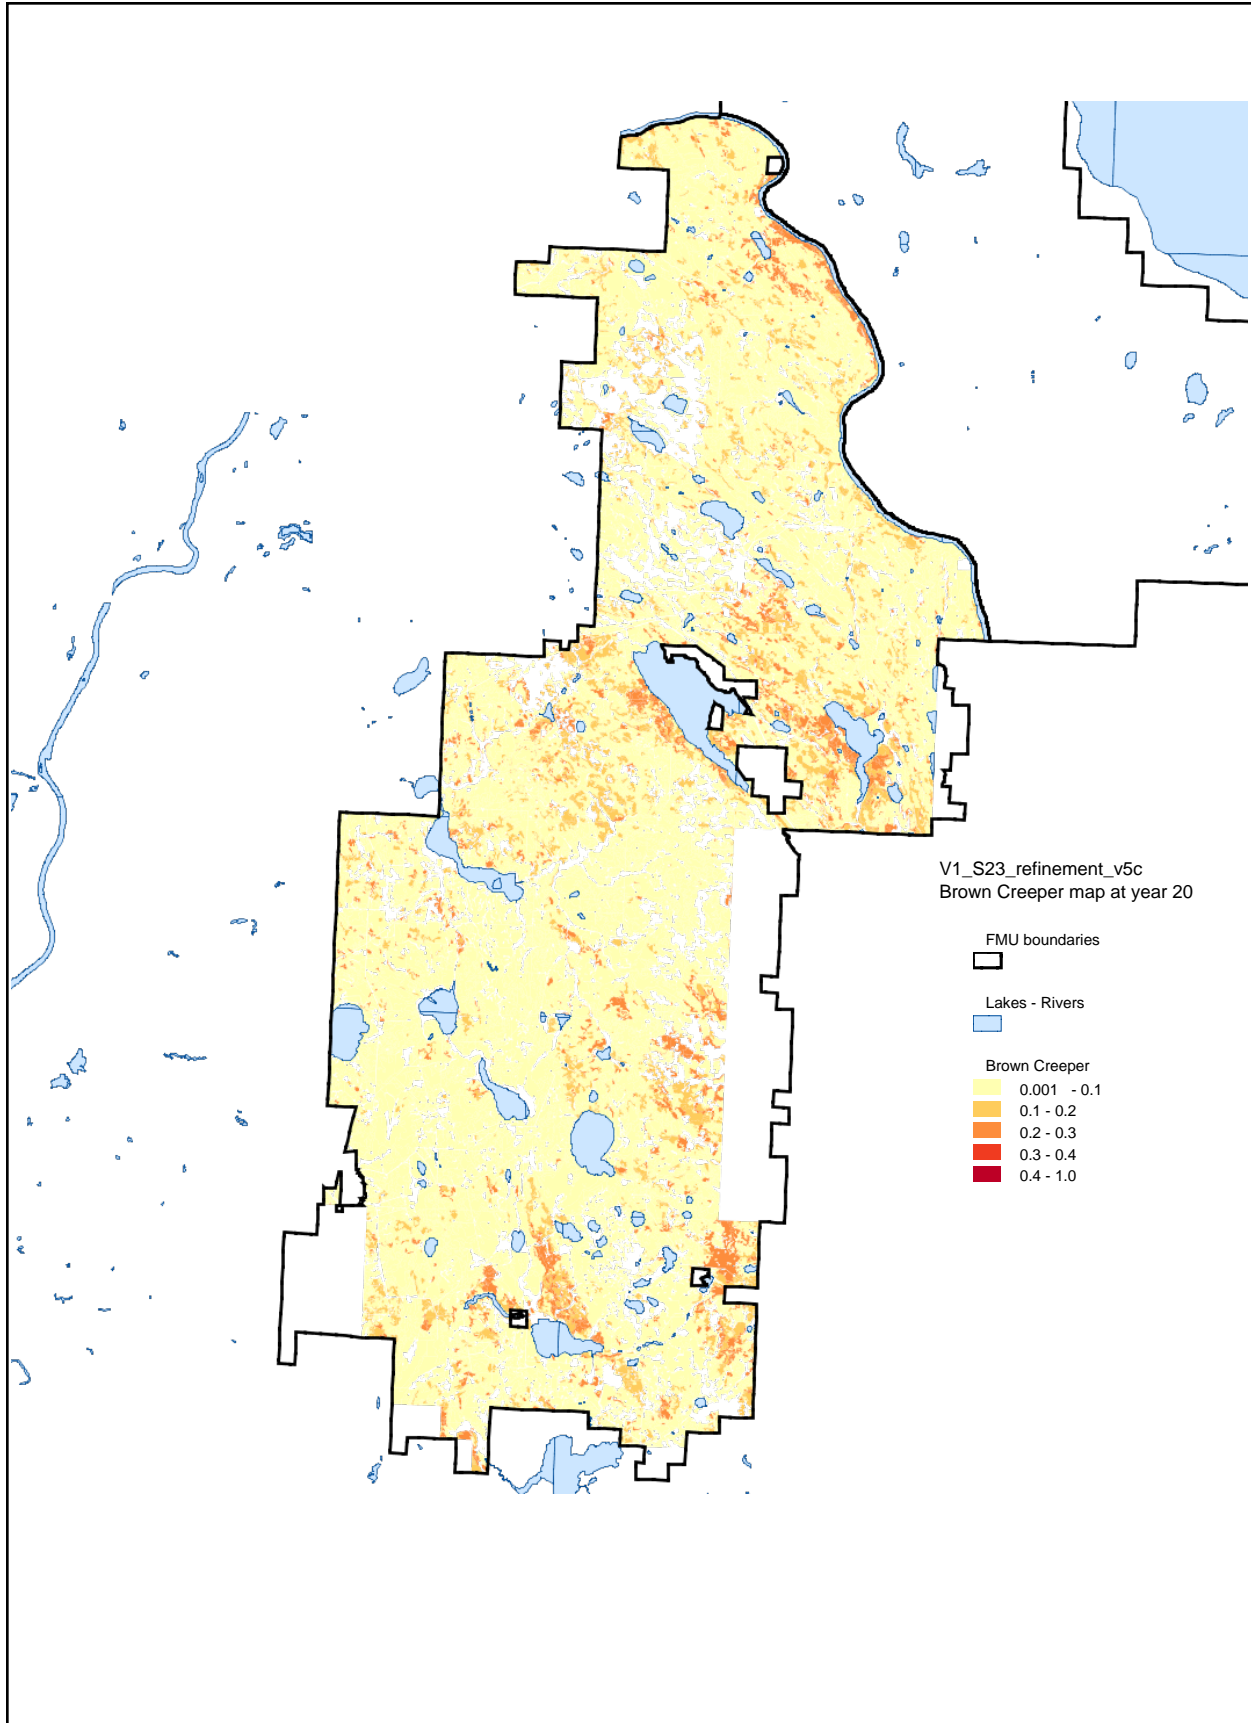 V1_S23_refinement_v5c
Brown Creeper map at year 20
FMU boundaries
Lakes - Rivers
Brown Creeper
0.001 - 0.1
0.1 - 0.2
0.2 - 0.3
0.3 - 0.4
0.4 - 1.0